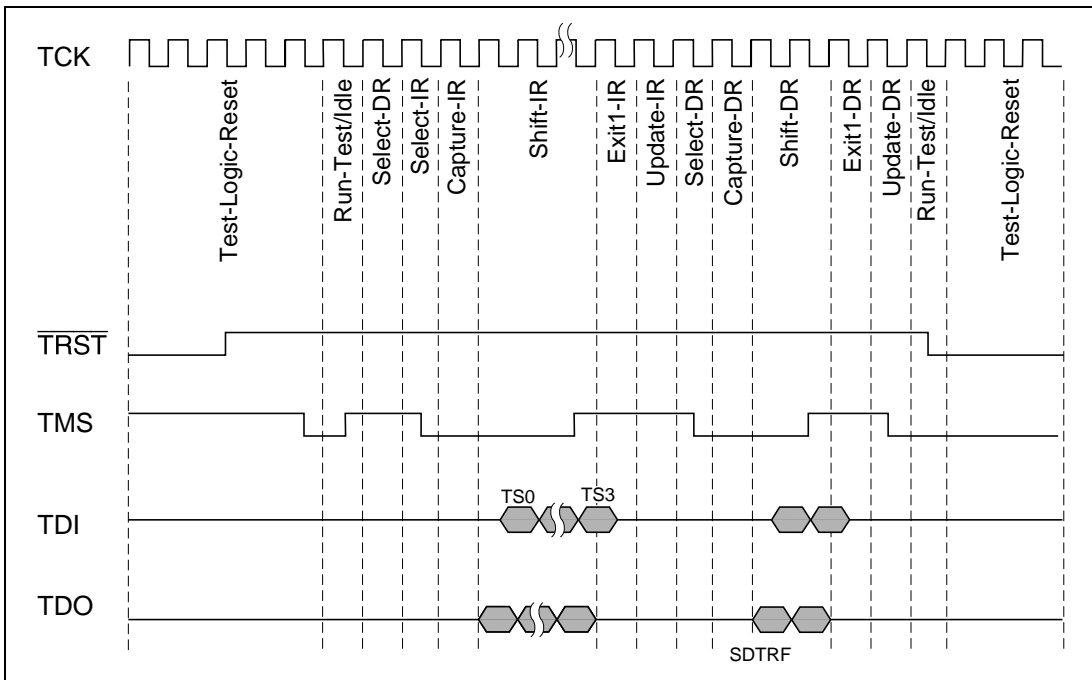 TCK
Test-Logic-Reset
Run-Test/Idle
Select-DR
Select-IR
Capture-IR
Shift-IR
Exit1-IR
Update-IR
Select-DR
Capture-DR
Shift-DR
Exit1-DR
Update-DR
Run-Test/Idle
Test-Logic-Reset
TRST
TMS
TS0 TS3
TDI
TDO
SDTRF